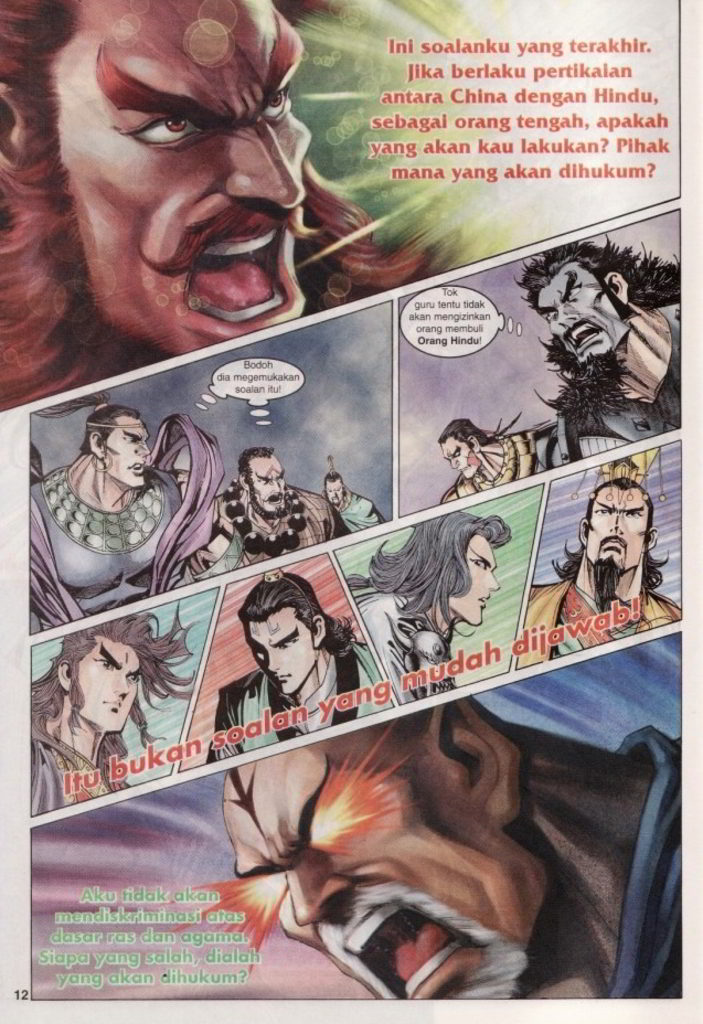 Ini soalanku yang terakhir.
Jika berlaku pertikalan
antara China dengan Hindu,
sebagai orang tengah, apakah
yang akan kau lakukan? Pihak
mana yang akan dihukum?
Tok
guru tentu tidak
akan mengizinkan
orang membuli
Orang Hindu!
Bodoh
dia megemukakan
soalan itu!
Itu bukan soalan yang mudah dijawab!
Aku tidak akan
mendiskriminasi atas
dasar ras dan agama.
Siapa yang salah, dialah
yang akan dihukum?
12